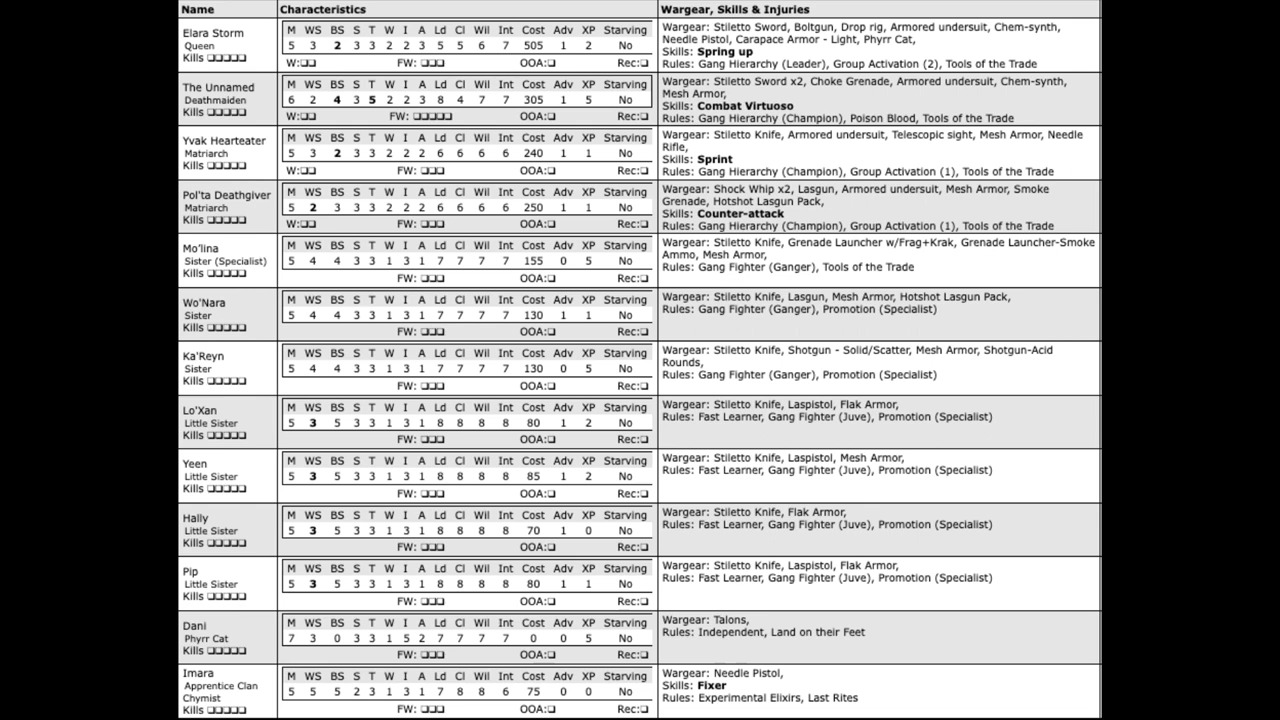 Name Characteristics Wargear, Skills & Injuries
Elara Storm
Queen
Kills ❏❏❏❏❏
M WS BS S T W I A Ld Cl Wil Int Cost Adv XP Starving
5 3 2 3 3 2 2 3 5 5 6 7 505 1 2 No
W:❏❏ FW: ❏❏❏ OOA:❏ Rec:❏
Wargear: Stiletto Sword, Boltgun, Drop rig, Armored undersuit, Chem-synth,
Needle Pistol, Carapace Armor - Light, Phyrr Cat,
Skills: Spring up
Rules: Gang Hierarchy (Leader), Group Activation (2), Tools of the Trade
The Unnamed
Deathmaiden
Kills ❏❏❏❏❏
M WS BS S T W I A Ld Cl Wil Int Cost Adv XP Starving
6 2 4 3 5 2 2 3 8 4 7 7 305 1 5 No
W:❏❏ FW: ❏❏❏❏❏ OOA:❏ Rec:❏
Wargear: Stiletto Sword x2, Choke Grenade, Armored undersuit, Chem-synth,
Mesh Armor,
Skills: Combat Virtuoso
Rules: Gang Hierarchy (Champion), Poison Blood, Tools of the Trade
Yvak Hearteater
Matriarch
Kills ❏❏❏❏❏
M WS BS S T W I A Ld Cl Wil Int Cost Adv XP Starving
5 3 2 3 3 2 2 2 6 6 6 6 240 1 1 No
W:❏❏ FW: ❏❏❏ OOA:❏ Rec:❏
Wargear: Stiletto Knife, Armored undersuit, Telescopic sight, Mesh Armor, Needle
Rifle,
Skills: Sprint
Rules: Gang Hierarchy (Champion), Group Activation (1), Tools of the Trade
Pol'ta Deathgiver
Matriarch
Kills ❏❏❏❏❏
M WS BS S T W I A Ld Cl Wil Int Cost Adv XP Starving
5 2 3 3 3 2 2 2 6 6 6 6 250 1 1 No
W:❏❏ FW: ❏❏❏ OOA:❏ Rec:❏
Wargear: Shock Whip x2, Lasgun, Armored undersuit, Mesh Armor, Smoke
Grenade, Hotshot Lasgun Pack,
Skills: Counter-attack
Rules: Gang Hierarchy (Champion), Group Activation (1), Tools of the Trade
Mo'lina
Sister (Specialist)
Kills ❏❏❏❏❏
M WS BS S T W I A Ld Cl Wil Int Cost Adv XP Starving
5 4 4 3 3 1 3 1 7 7 7 7 155 0 5 No
FW: ❏❏❏ OOA:❏ Rec:❏
Wargear: Stiletto Knife, Grenade Launcher w/Frag+Krak, Grenade Launcher-Smoke
Ammo, Mesh Armor,
Rules: Gang Fighter (Ganger), Tools of the Trade
Wo'Nara
Sister
Kills ❏❏❏❏❏
M WS BS S T W I A Ld Cl Wil Int Cost Adv XP Starving
5 4 4 3 3 1 3 1 7 7 7 7 130 1 1 No
FW: ❏❏❏ OOA:❏ Rec:❏
Wargear: Stiletto Knife, Lasgun, Mesh Armor, Hotshot Lasgun Pack,
Rules: Gang Fighter (Ganger), Promotion (Specialist)
Ka'Reyn
Sister
Kills ❏❏❏❏❏
M WS BS S T W I A Ld Cl Wil Int Cost Adv XP Starving
5 4 4 3 3 1 3 1 7 7 7 7 130 0 5 No
FW: ❏❏❏ OOA:❏ Rec:❏
Wargear: Stiletto Knife, Shotgun - Solid/Scatter, Mesh Armor, Shotgun-Acid
Rounds,
Rules: Gang Fighter (Ganger), Promotion (Specialist)
Lo'Xan
Little Sister
Kills ❏❏❏❏❏
M WS BS S T W I A Ld Cl Wil Int Cost Adv XP Starving
5 3 5 3 3 1 3 1 8 8 8 8 80 1 2 No
FW: ❏❏❏ OOA:❏ Rec:❏
Wargear: Stiletto Knife, Laspistol, Flak Armor,
Rules: Fast Learner, Gang Fighter (Juve), Promotion (Specialist)
Yeen
Little Sister
Kills ❏❏❏❏❏
M WS BS S T W I A Ld Cl Wil Int Cost Adv XP Starving
5 3 5 3 3 1 3 1 8 8 8 8 85 1 2 No
FW: ❏❏❏ OOA:❏ Rec:❏
Wargear: Stiletto Knife, Laspistol, Mesh Armor,
Rules: Fast Learner, Gang Fighter (Juve), Promotion (Specialist)
Hally
Little Sister
Kills ❏❏❏❏❏
M WS BS S T W I A Ld Cl Wil Int Cost Adv XP Starving
5 3 5 3 3 1 3 1 8 8 8 8 70 1 0 No
FW: ❏❏❏ OOA:❏ Rec:❏
Wargear: Stiletto Knife, Flak Armor,
Rules: Fast Learner, Gang Fighter (Juve), Promotion (Specialist)
Pip
Little Sister
Kills ❏❏❏❏❏
M WS BS S T W I A Ld Cl Wil Int Cost Adv XP Starving
5 3 5 3 3 1 3 1 8 8 8 8 80 1 1 No
FW: ❏❏❏ OOA:❏ Rec:❏
Wargear: Stiletto Knife, Laspistol, Flak Armor,
Rules: Fast Learner, Gang Fighter (Juve), Promotion (Specialist)
Dani
Phyrr Cat
Kills ❏❏❏❏❏
M WS BS S T W I A Ld Cl Wil Int Cost Adv XP Starving
7 3 0 3 3 1 5 2 7 7 7 7 0 0 5 No
FW: ❏❏❏ OOA:❏ Rec:❏
Wargear: Talons,
Rules: Independent, Land on their Feet
Imara
Apprentice Clan
Chymist
Kills ❏❏❏❏❏
M WS BS S T W I A Ld Cl Wil Int Cost Adv XP Starving
5 5 5 2 3 1 3 1 7 8 8 6 75 0 0 No
FW: ❏❏❏ OOA:❏ Rec:❏
Wargear: Needle Pistol,
Skills: Fixer
Rules: Experimental Elixirs, Last Rites